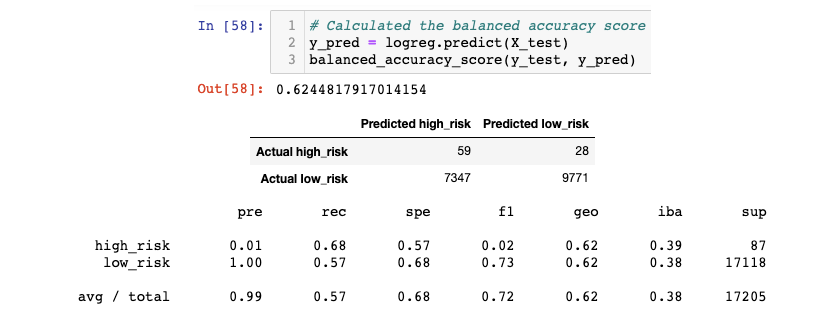 In [58]: 1 # Calculated the balanced accuracy score
2 y_pred = logreg.predict(X_test)
3 balanced_accuracy_score(y_test, y_pred)
Out[58]: 0.6244817917014154
Predicted high_risk Predicted low_risk
Actual high_risk 59 28
Actual low_risk 7347 9771
pre rec spe f1 geo iba sup
high_risk 0.01 0.68 0.57 0.02 0.62 0.39 87
low_risk 1.00 0.57 0.68 0.73 0.62 0.38 17118
avg / total 0.99 0.57 0.68 0.72 0.62 0.38 17205